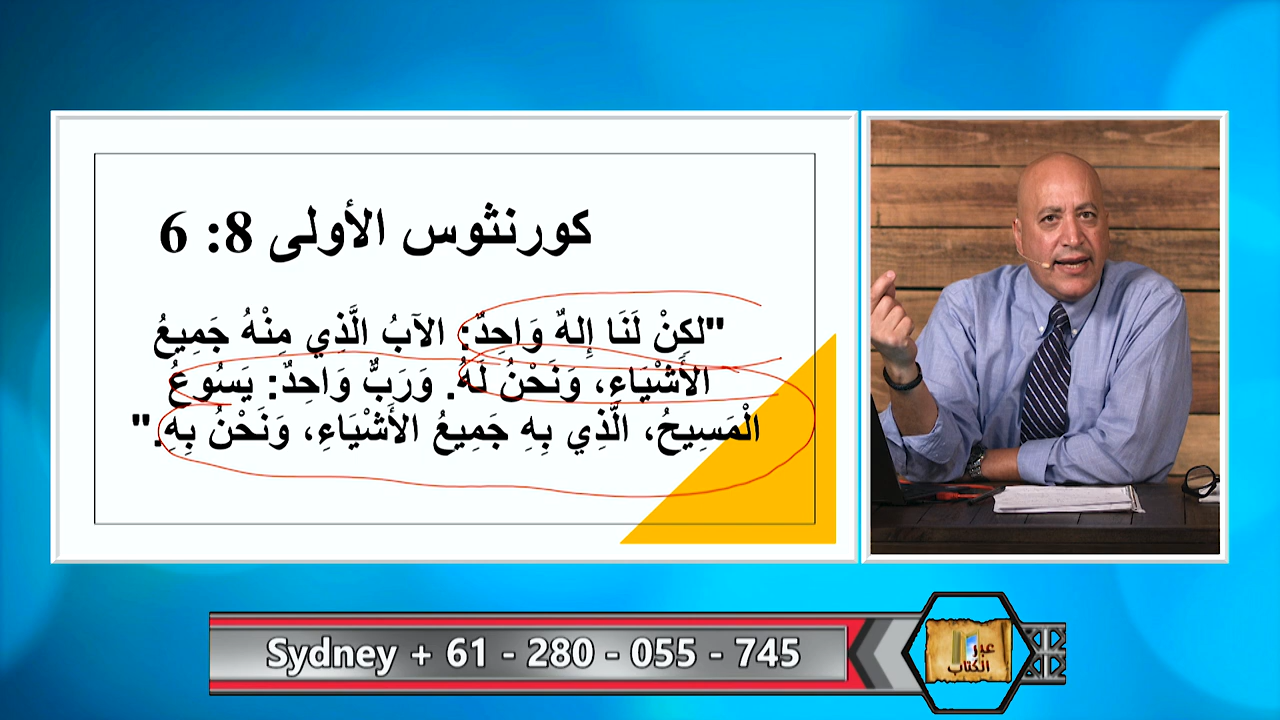 كورنثوس الأولى 8: 6
"لكِنْ لَنَا إِلهٌ وَاحِدٌ: الآبُ الَّذِي مِنْهُ جَمِيعُ
الأَشْيَاءِ، وَنَحْنُ لَهُ. وَرَبٌّ وَاحِدٌ: يَسُوعُ
الْمَسِيحُ، الَّذِي بِهِ جَمِيعُ الأَشْيَاءِ، وَنَحْنُ بِهِ."
Sydney + 61 - 280 - 055 - 745
عبر
الكتاب